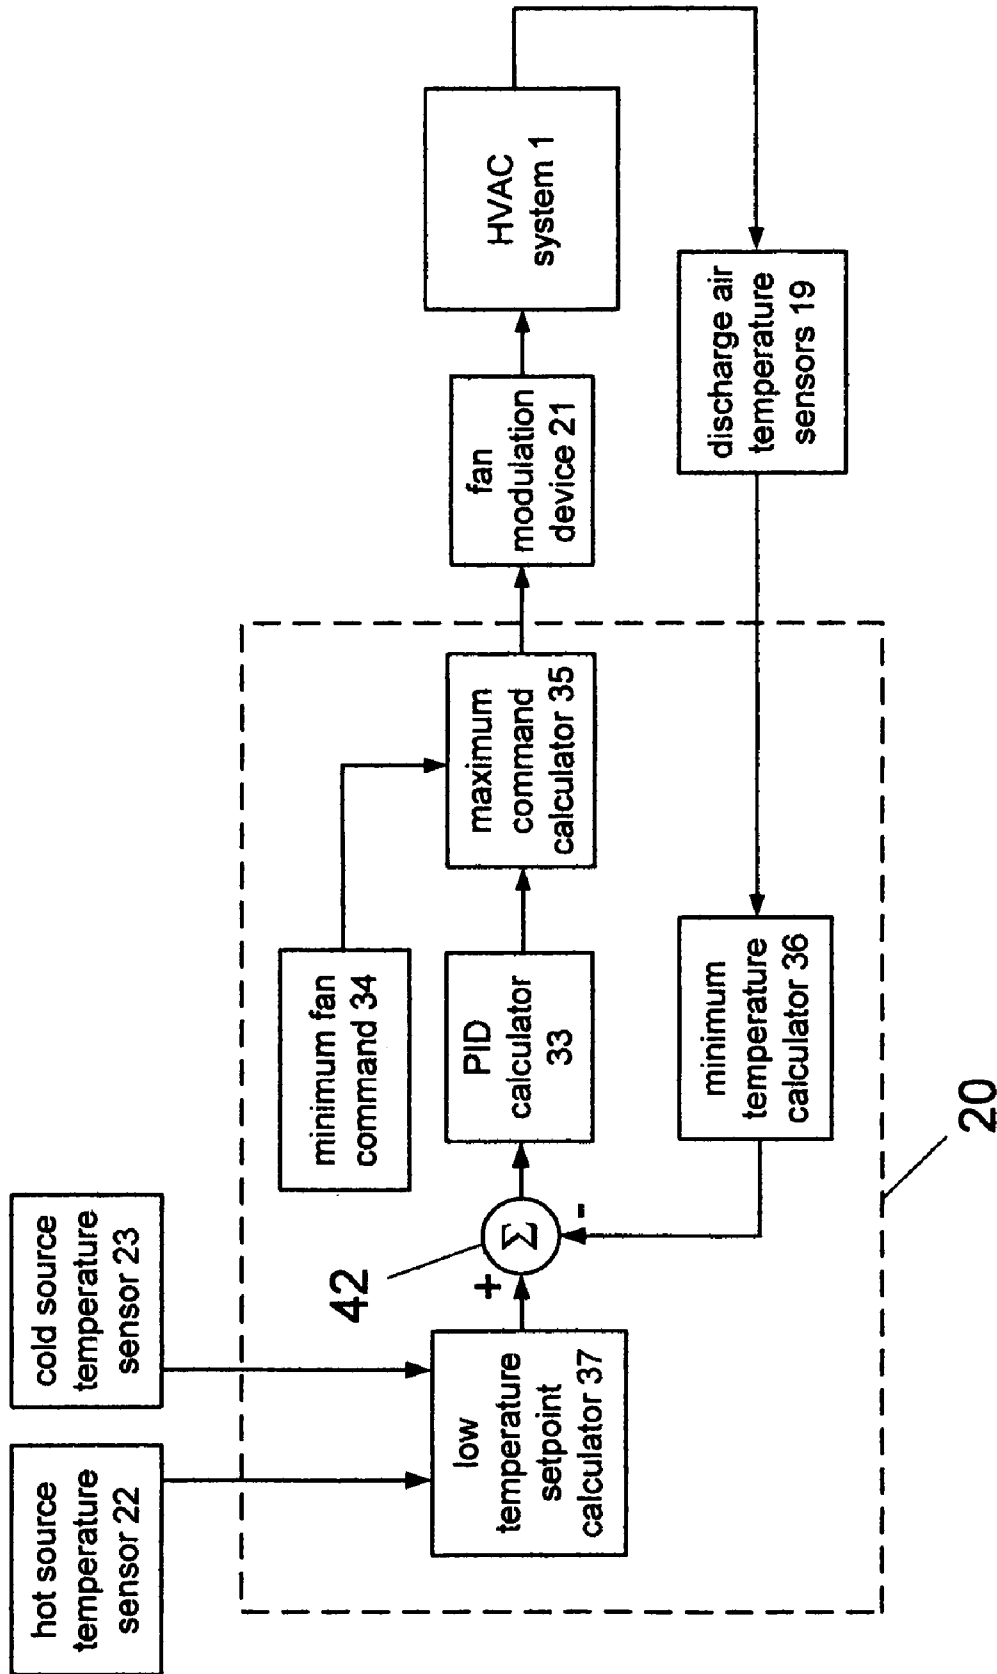 hot source
temperature
sensor 22
cold source
temperature
sensor 23
low
temperature
setpoint
calculator 37
+
Σ
-
42
PID
calculator
33
minimum fan
command 34
maximum
command
calculator 35
fan
modulation
device 21
HVAC
system 1
discharge air
temperature
sensors 19
minimum
temperature
calculator 36
20